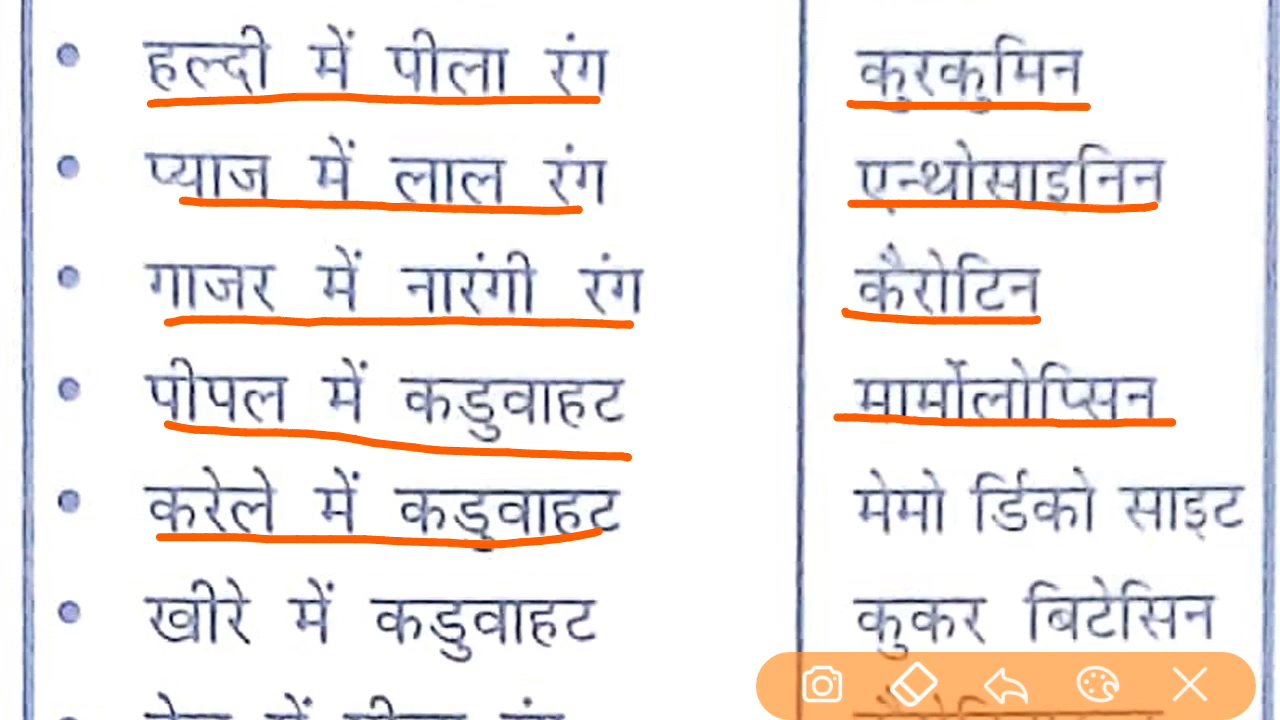 हल्दी में पीला रंग कुरकुमिन
प्याज में लाल रंग एन्थोसाइनिन
गाजर में नारंगी रंग कैरोटिन
पीपल में कडुवाहट मार्मोलोप्सिन
करेले में कडुवाहट मेमो र्डिको साइट
खीरे में कडुवाहट कुकर बिटेसिन